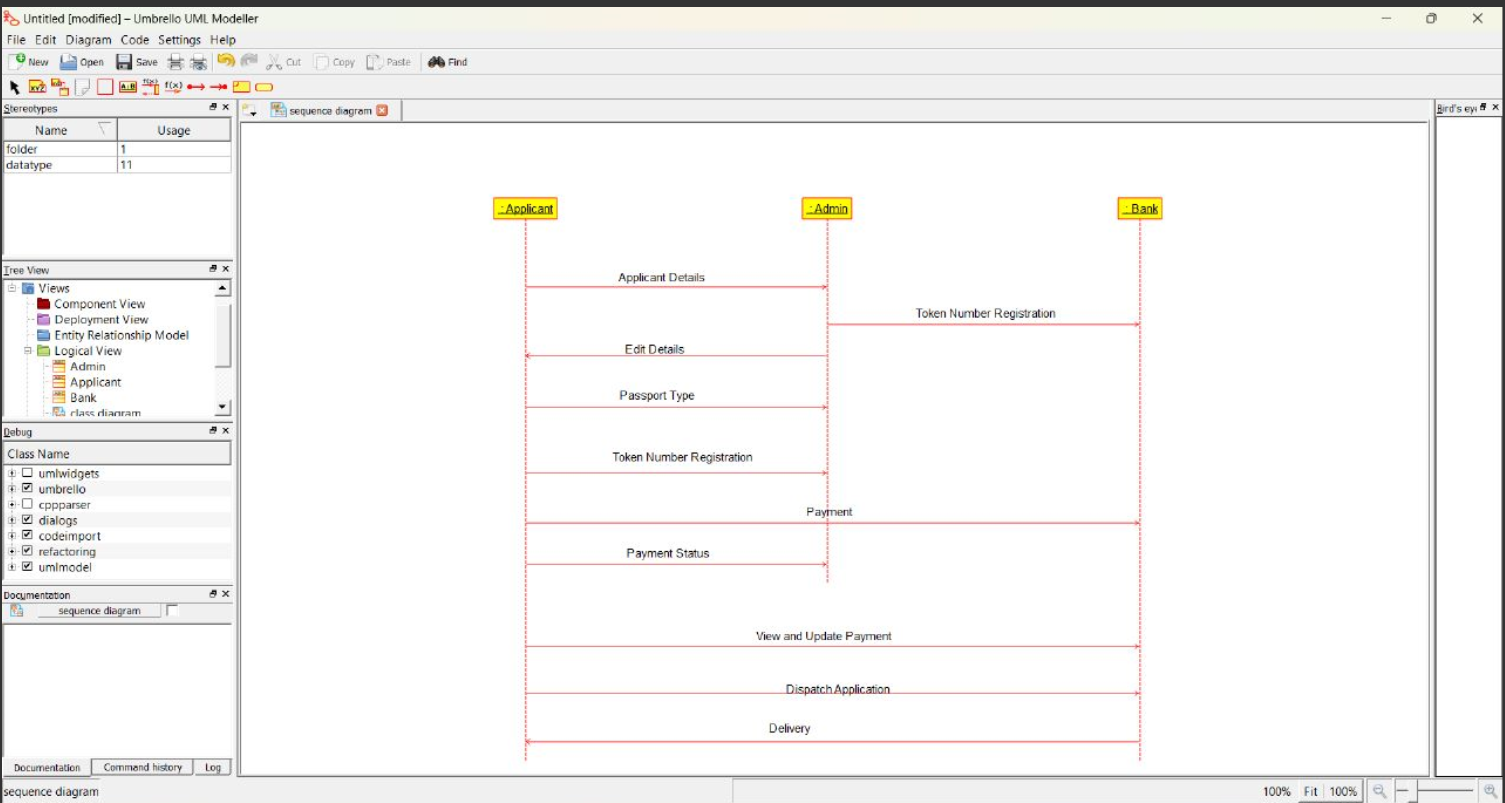 Untitled [modified] – Umbrello UML Modeller
File Edit Diagram Code Settings Help
New Open Save Cut Copy Paste Find
XYZ A:B f(x) f(x)
Stereotypes
Name Usage
folder 1
datatype 11
Tree View
Views
Component View
Deployment View
Entity Relationship Model
Logical View
Admin
Applicant
Bank
class diagram
Debug
Class Name
umlwidgets
umbrello
cppparser
dialogs
codeimport
refactoring
umlmodel
Documentation
sequence diagram
Documentation Command history Log
sequence diagram
sequence diagram
: Applicant : Admin : Bank
Applicant Details
Token Number Registration
Edit Details
Passport Type
Token Number Registration
Payment
Payment Status
View and Update Payment
Dispatch Application
Delivery
Bird's eye
100% Fit 100%